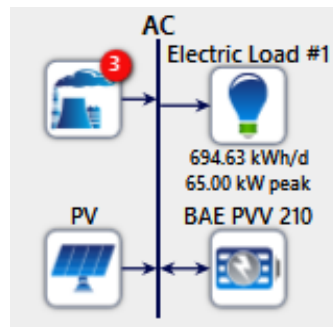 AC
3
Electric Load #1
694.63 kWh/d
65.00 kW peak
PV
BAE PVV 210